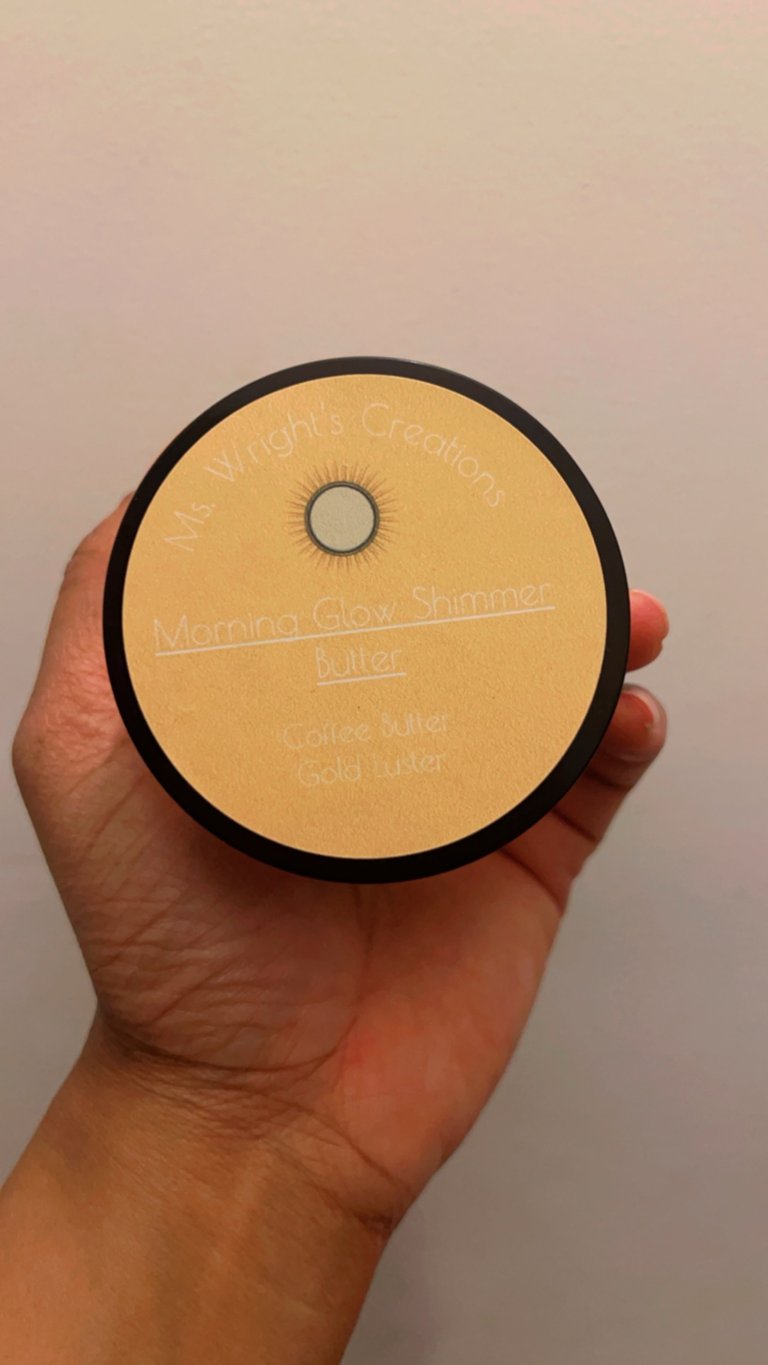 Ms. Wright's Creations
Morning Glow Shimmer
Butter
Coffee Butter
Gold Luster